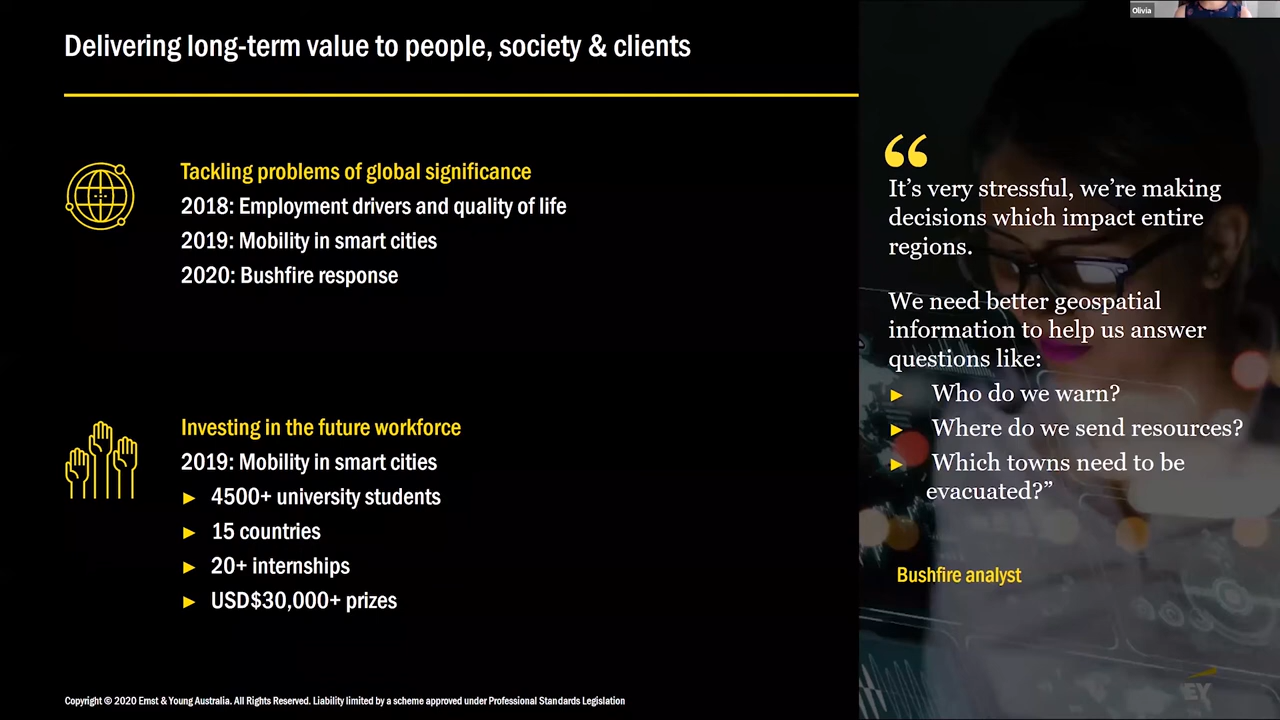 Olivia
Delivering long-term value to people, society & clients
Tackling problems of global significance
2018: Employment drivers and quality of life
2019: Mobility in smart cities
2020: Bushfire response
Investing in the future workforce
2019: Mobility in smart cities
► 4500+ university students
► 15 countries
► 20+ internships
► USD$30,000+ prizes
“
It’s very stressful, we’re making
decisions which impact entire
regions.
We need better geospatial
information to help us answer
questions like:
► Who do we warn?
► Where do we send resources?
► Which towns need to be
evacuated?”
Bushfire analyst
EY
Copyright © 2020 Ernst & Young Australia. All Rights Reserved. Liability limited by a scheme approved under Professional Standards Legislation